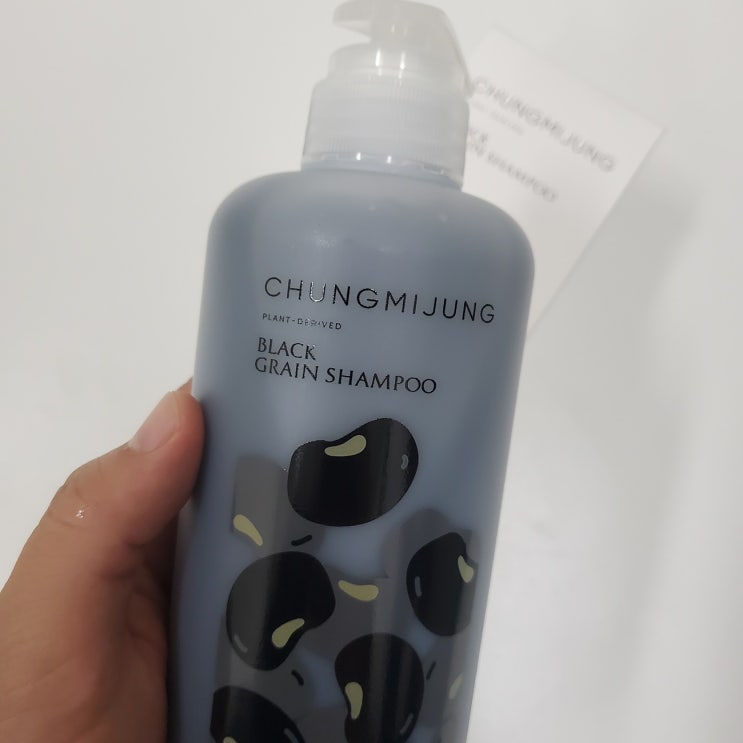 CHUNGMIJUNG
PLANT-DERIVED
BLACK
GRAIN SHAMPOO
CHUNGMIJUNG
SHAMPOO